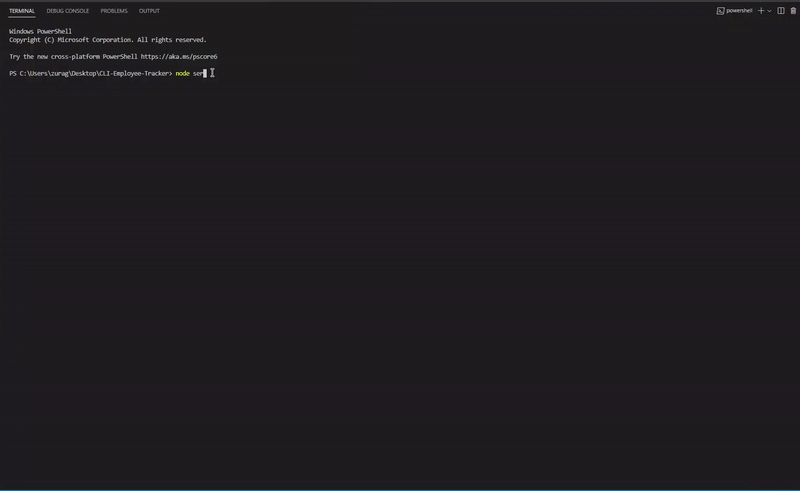 TERMINAL DEBUG CONSOLE PROBLEMS OUTPUT powershell
Windows PowerShell
Copyright (C) Microsoft Corporation. All rights reserved.
Try the new cross-platform PowerShell https://aka.ms/pscore6
PS C:\Users\zurag\Desktop\CLI-Employee-Tracker> node ser